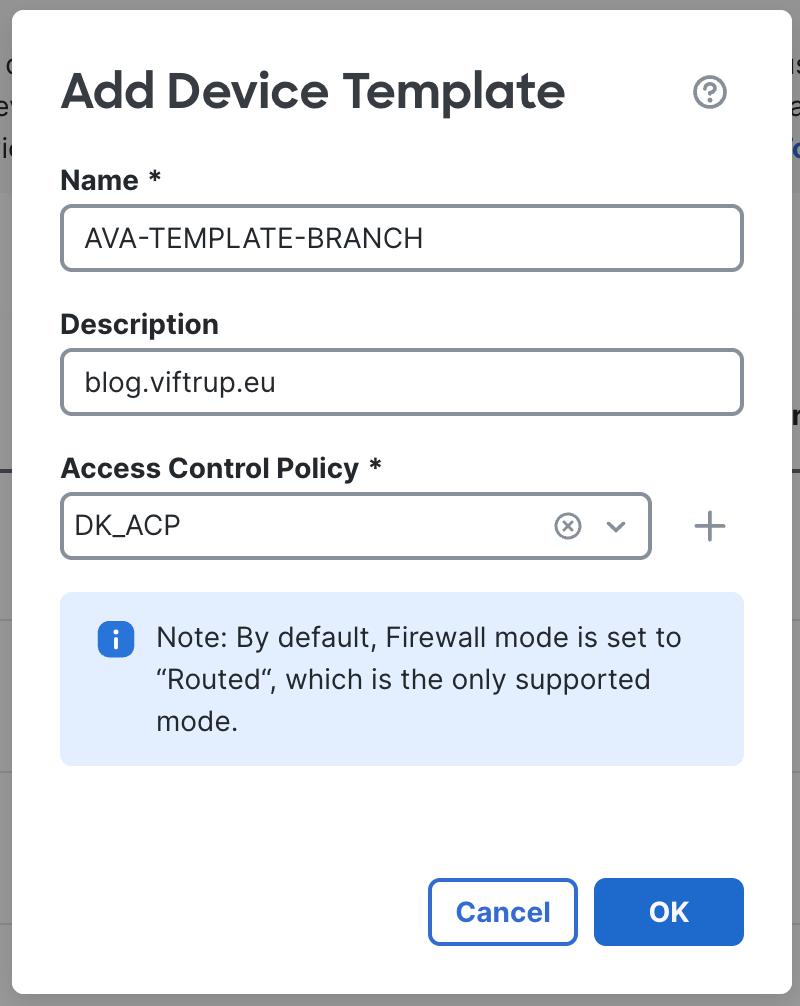 Add Device Template
Name *
AVA-TEMPLATE-BRANCH
Description
blog.viftrup.eu
Access Control Policy *
DK_ACP
Note: By default, Firewall mode is set to
“Routed“, which is the only supported
mode.
Cancel
OK